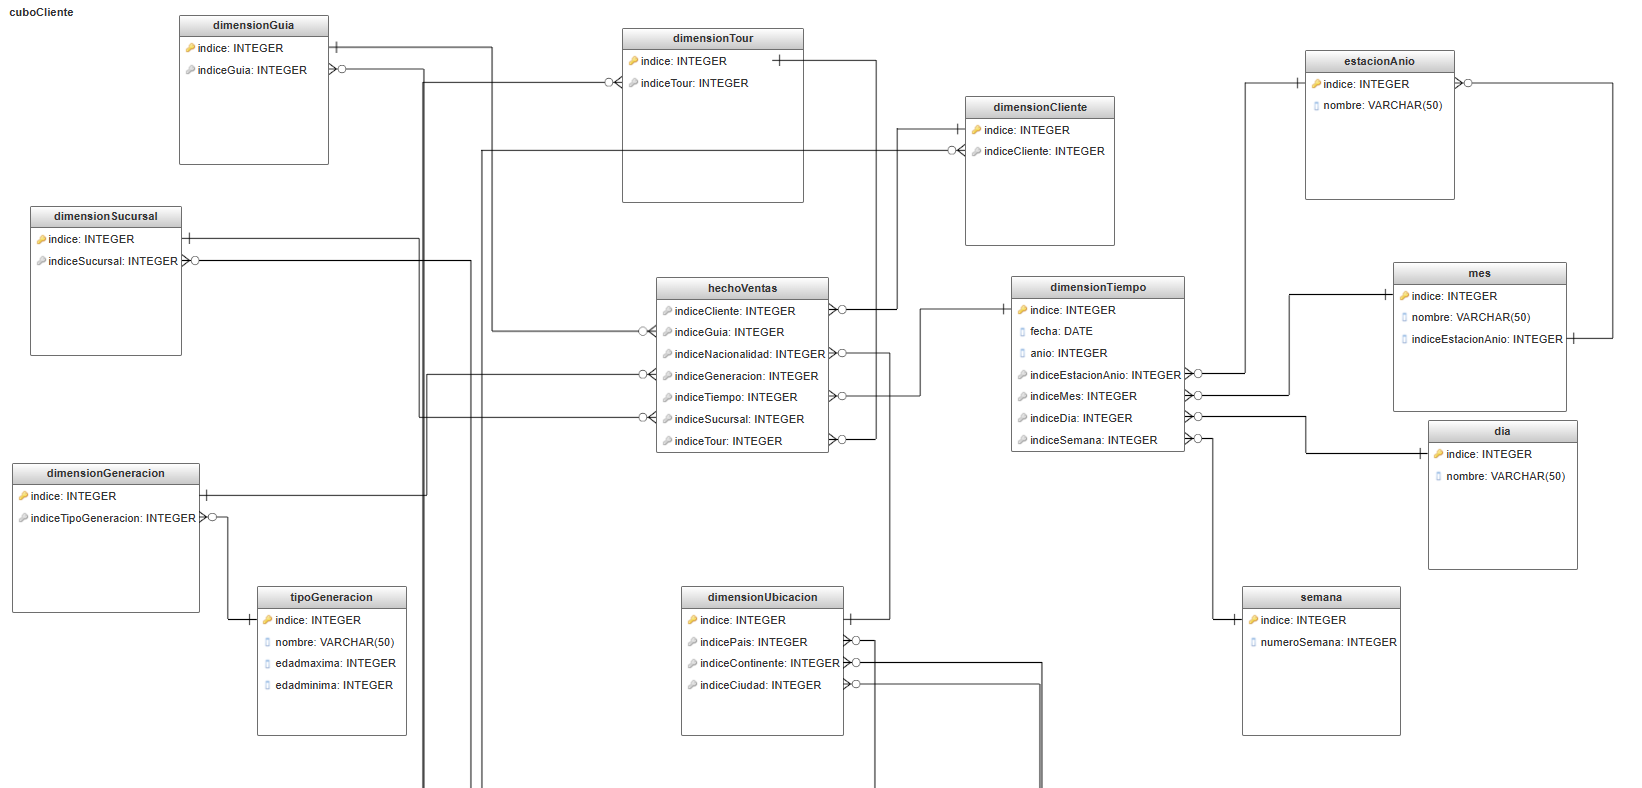 cuboCliente
dimensionGuia
indice: INTEGER
indiceGuia: INTEGER
dimensionTour
indice: INTEGER
indiceTour: INTEGER
estacionAnio
indice: INTEGER
nombre: VARCHAR(50)
dimensionCliente
indice: INTEGER
indiceCliente: INTEGER
dimensionSucursal
indice: INTEGER
indiceSucursal: INTEGER
hechoVentas
indiceCliente: INTEGER
indiceGuia: INTEGER
indiceNacionalidad: INTEGER
indiceGeneracion: INTEGER
indiceTiempo: INTEGER
indiceSucursal: INTEGER
indiceTour: INTEGER
dimensionTiempo
indice: INTEGER
fecha: DATE
anio: INTEGER
indiceEstacionAnio: INTEGER
indiceMes: INTEGER
indiceDia: INTEGER
indiceSemana: INTEGER
mes
indice: INTEGER
nombre: VARCHAR(50)
indiceEstacionAnio: INTEGER
dia
indice: INTEGER
nombre: VARCHAR(50)
dimensionGeneracion
indice: INTEGER
indiceTipoGeneracion: INTEGER
tipoGeneracion
indice: INTEGER
nombre: VARCHAR(50)
edadmaxima: INTEGER
edadminima: INTEGER
dimensionUbicacion
indice: INTEGER
indicePais: INTEGER
indiceContinente: INTEGER
indiceCiudad: INTEGER
semana
indice: INTEGER
numeroSemana: INTEGER